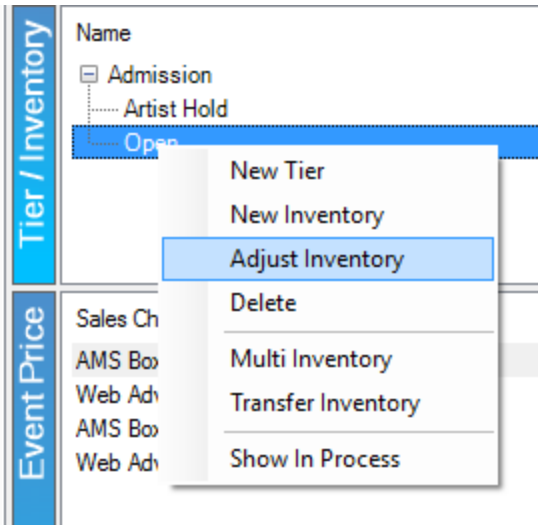 Tier / Inventory
Name
Admission
Artist Hold
Open
New Tier
New Inventory
Adjust Inventory
Delete
Multi Inventory
Transfer Inventory
Show In Process
Event Price
Sales Ch
AMS Box
Web Adv
AMS Box
Web Adv